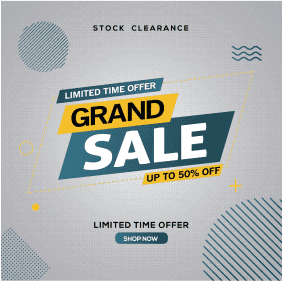 STOCK CLEARANCE
LIMITED TIME OFFER
GRAND
SALE
UP TO 50% OFF
LIMITED TIME OFFER
SHOP NOW